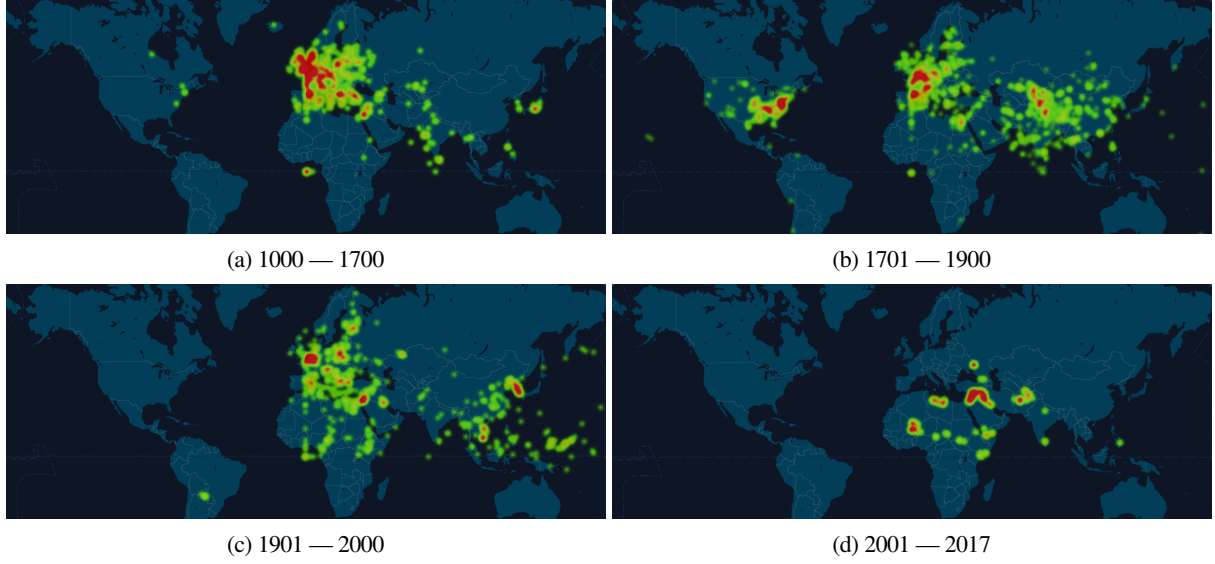 (a) 1000 — 1700
(b) 1701 — 1900
(c) 1901 — 2000
(d) 2001 — 2017